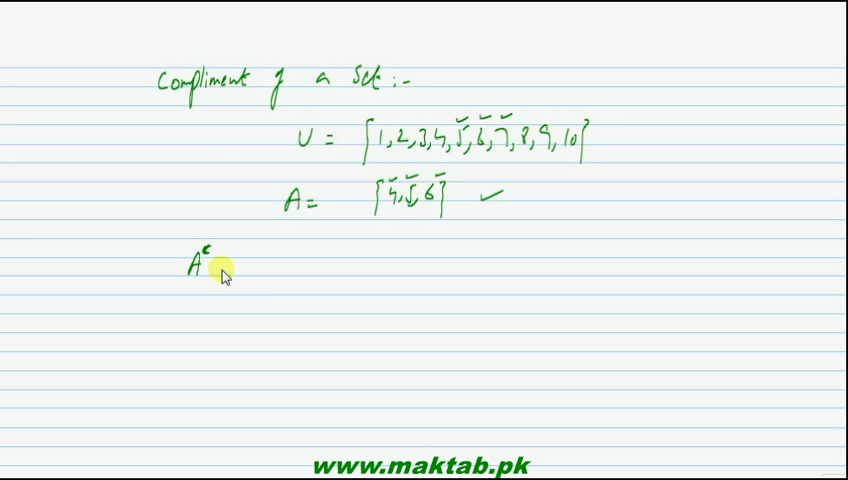 Compliment of a Set :-
U = {1, 2, 3, 4, 5, 6, 7, 8, 9, 10}
A = {4, 5, 6} ✓
Aᶜ
www.maktab.pk